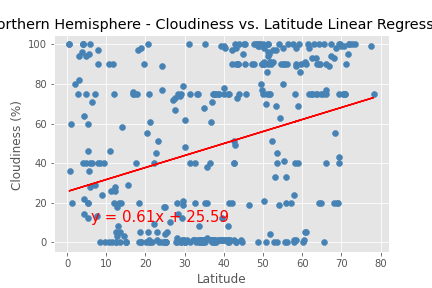 orthern Hemisphere - Cloudiness vs. Latitude Linear Regress
100
80
60
40
20
0
Cloudiness (%)
y = 0.61x + 25.59
0 10 20 30 40 50 60 70 80
Latitude